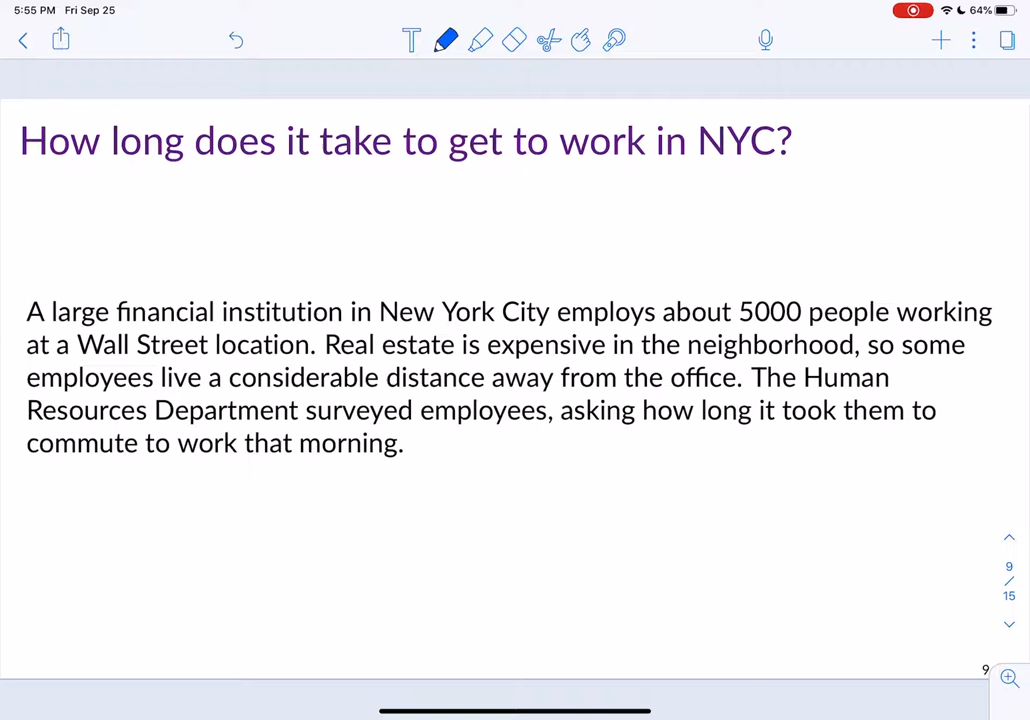 5:55 PM Fri Sep 25
64%
How long does it take to get to work in NYC?
A large financial institution in New York City employs about 5000 people working
at a Wall Street location. Real estate is expensive in the neighborhood, so some
employees live a considerable distance away from the office. The Human
Resources Department surveyed employees, asking how long it took them to
commute to work that morning.
9
/
15
9